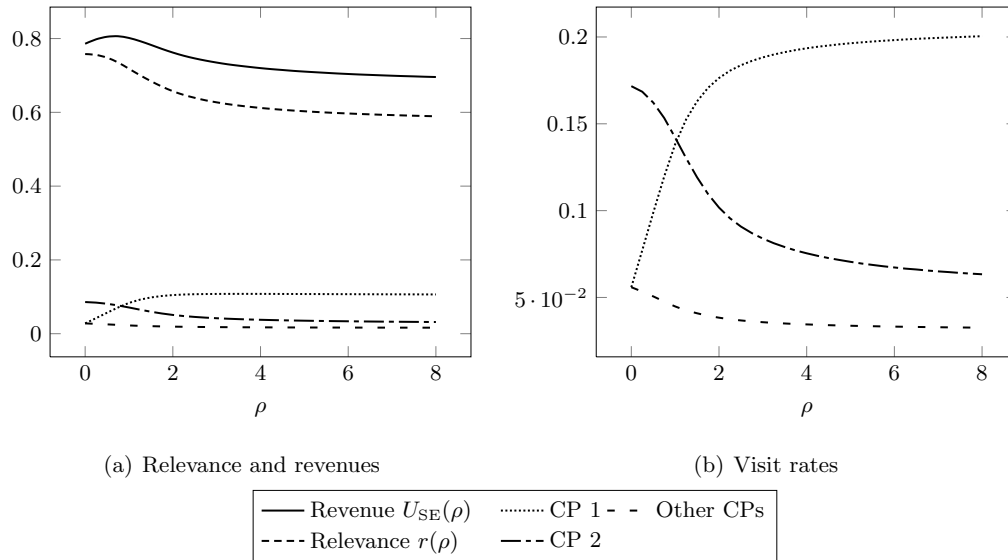 0.8
0.6
0.4
0.2
0
0 2 4 6 8
ρ
(a) Relevance and revenues
0.2
0.15
0.1
5 · 10⁻²
0 2 4 6 8
ρ
(b) Visit rates
Revenue U_SE(ρ) CP 1 Other CPs
Relevance r(ρ) CP 2